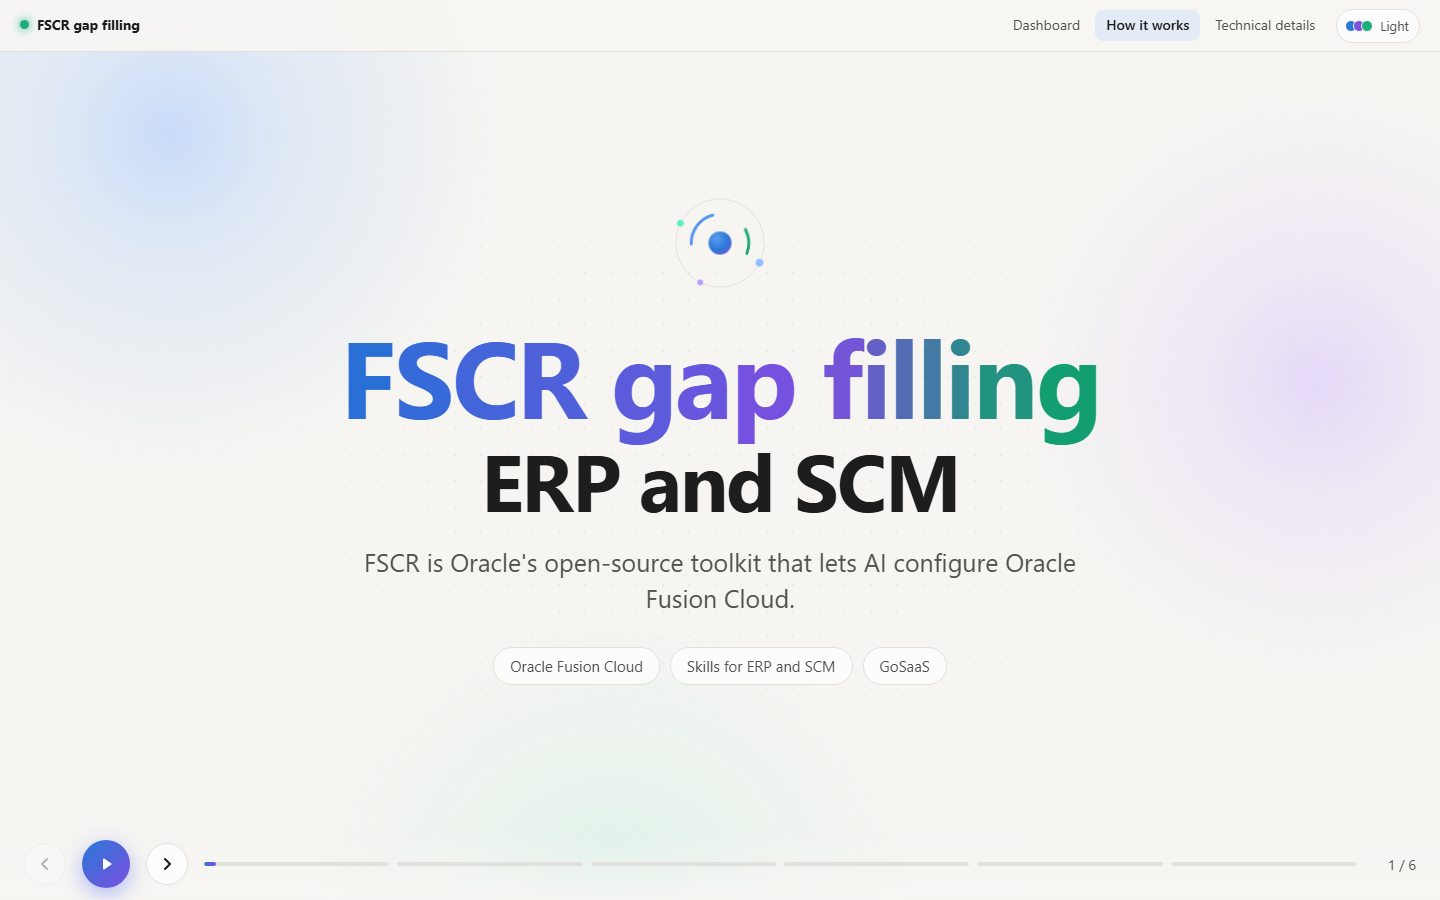 FSCR gap filling
Dashboard
How it works
Technical details
Light
FSCR gap filling
ERP and SCM
FSCR is Oracle's open-source toolkit that lets AI configure Oracle
Fusion Cloud.
Oracle Fusion Cloud
Skills for ERP and SCM
GoSaaS
1 / 6